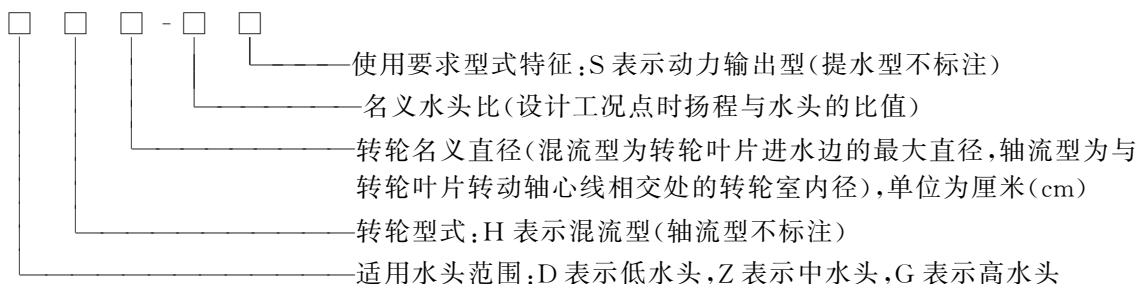 □ □ □ - □ □
使用要求型式特征:S 表示动力输出型(提水型不标注)
名义水头比(设计工况点时扬程与水头的比值)
转轮名义直径(混流型为转轮叶片进水边的最大直径,轴流型为与
转轮叶片转动轴心线相交处的转轮室内径),单位为厘米(cm)
转轮型式:H 表示混流型(轴流型不标注)
适用水头范围:D 表示低水头,Z 表示中水头,G 表示高水头